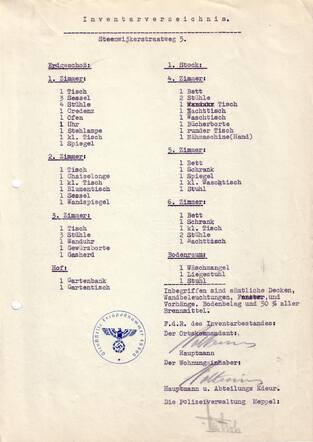 Inventarverzeichnis.
Steenwijkerstraatweg 5.
Erdgeschoß:
1. Zimmer:
1 Tisch
3 Sessel
4 Stühle
1 Credenz
1 Ofen
1 Uhr
1 Stehlampe
1 kl. Tisch
1 Spiegel
2. Zimmer:
1 Tisch
1 Chaiselonge
1 kl. Tisch
1 Blumentisch
1 Sessel
1 Wandspiegel
3. Zimmer:
1 Tisch
3 Stühle
1 Wanduhr
1 Gewürzborte
1 Gasherd
Hof:
1 Gartenbank
1 Gartentisch
1. Stock:
4. Zimmer:
1 Bett
2 Stühle
1 Tisch
1 Nachttisch
1 Waschtisch
1 Bücherborte
1 runder Tisch
1 Nähmaschine(Hand)
5. Zimmer:
1 Bett
1 Schrank
1 Spiegel
1 kl. Waschtisch
1 Stuhl
6. Zimmer:
1 Bett
1 Schrank
1 kl. Tisch
2 Stühle
1 Nachttisch
Bodenraum:
1 Wäschmangel
1 Liegestuhl
1 Stuhl
Inbegriffen sind sämtliche Decken,
Wandbeleuchtungen, Fenster, und
Vorhänge. Bodenbelag und 30 % aller
Brennmittel.
F.d.R. des Inventarbestandes:
Der Ortskommandant:
Hauptmann
Der Wohnungsinhaber:
Hauptmann u. Abteilungs Kdeur.
Die Polizeiverwaltung Meppel: